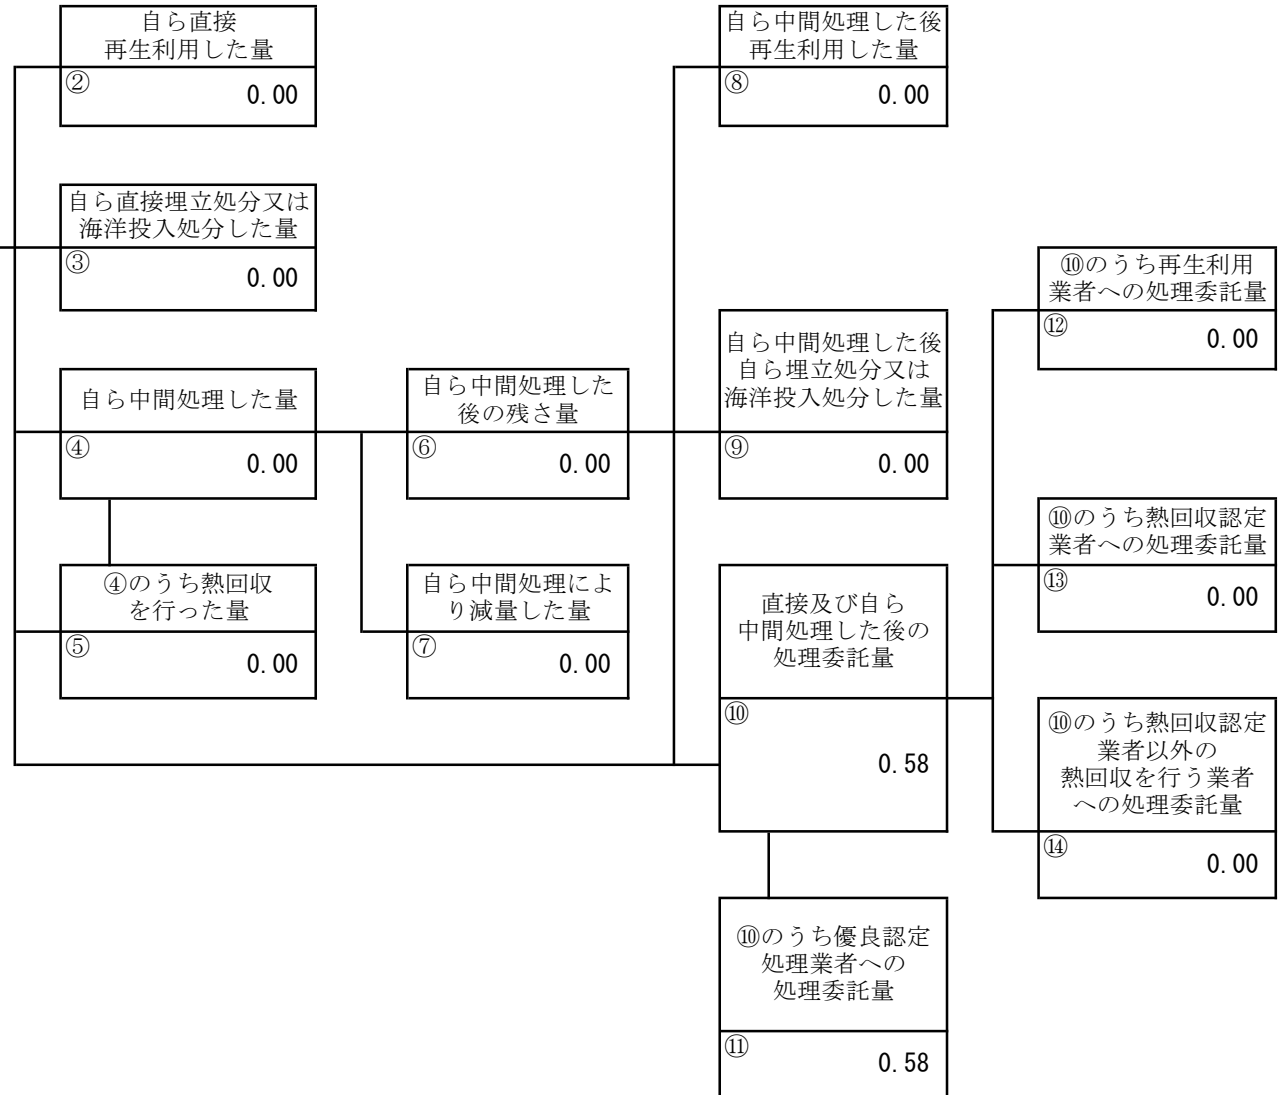 自ら直接
再生利用した量
②
0.00
自ら直接埋立処分又は
海洋投入処分した量
③
0.00
自ら中間処理した量
④
0.00
④のうち熱回収
を行った量
⑤
0.00
自ら中間処理した
後の残さ量
⑥
0.00
自ら中間処理によ
り減量した量
⑦
0.00
自ら中間処理した後
再生利用した量
⑧
0.00
自ら中間処理した後
自ら埋立処分又は
海洋投入処分した量
⑨
0.00
直接及び自ら
中間処理した後の
処理委託量
⑩
0.58
⑩のうち優良認定
処理業者への
処理委託量
⑪
0.58
⑩のうち再生利用
業者への処理委託量
⑫
0.00
⑩のうち熱回収認定
業者への処理委託量
⑬
0.00
⑩のうち熱回収認定
業者以外の
熱回収を行う業者
への処理委託量
⑭
0.00